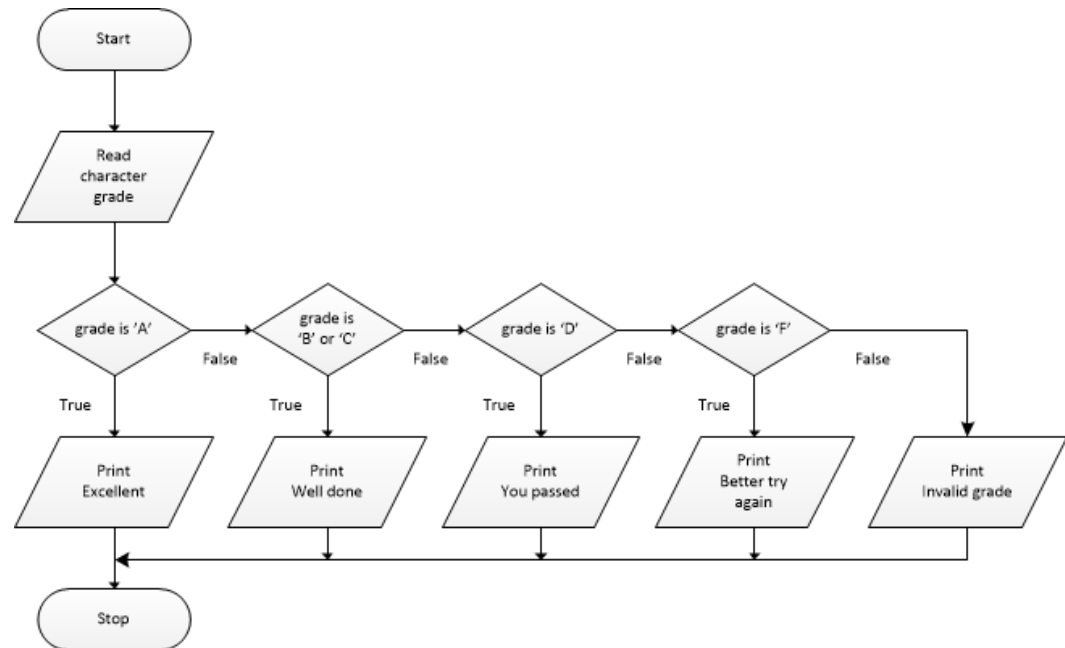 Start
Read
character
grade
grade is ‘A’
grade is
‘B’ or ‘C’
grade is ‘D’
grade is ‘F’
False
False
False
False
True
True
True
True
Print
Excellent
Print
Well done
Print
You passed
Print
Better try
again
Print
Invalid grade
Stop